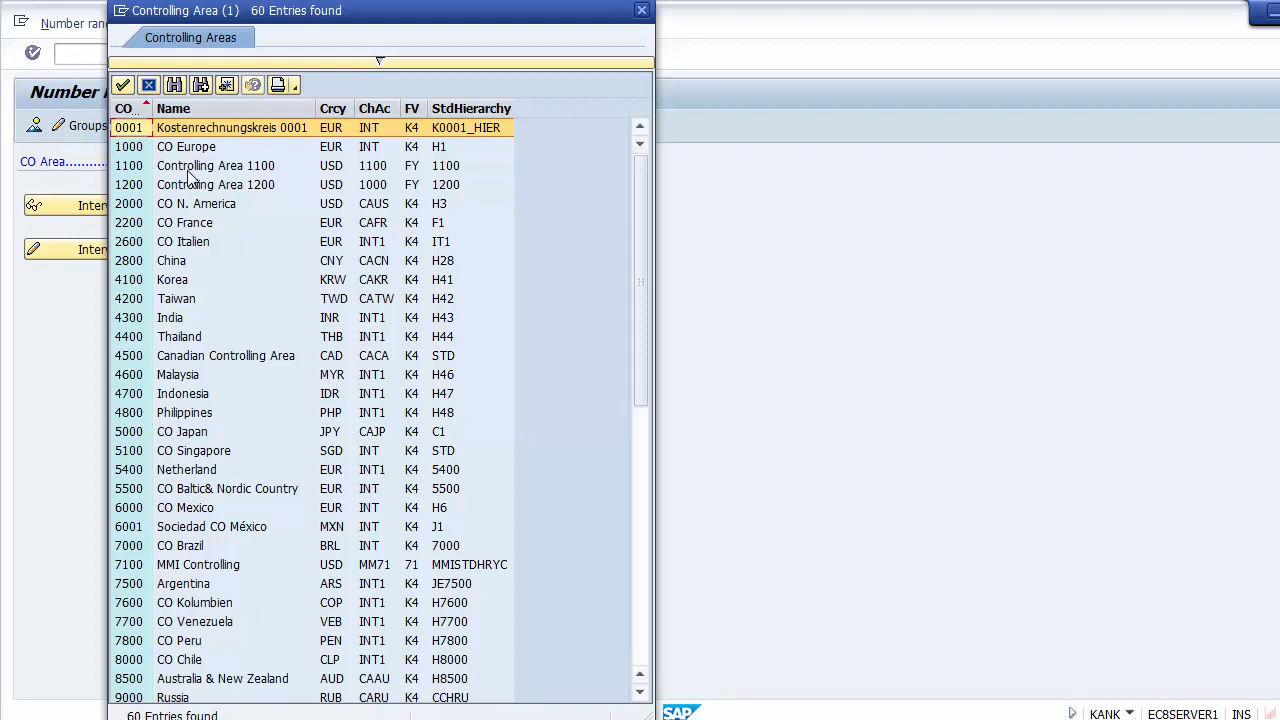 Number ran
Controlling Area (1)   60 Entries found
Controlling Areas
Number
Groups
CO Area..........
Inter
Inter
CO... Name Crcy ChAc FV StdHierarchy
0001 Kostenrechnungskreis 0001 EUR INT K4 K0001_HIER
1000 CO Europe EUR INT K4 H1
1100 Controlling Area 1100 USD 1100 FY 1100
1200 Controlling Area 1200 USD 1000 FY 1200
2000 CO N. America USD CAUS K4 H3
2200 CO France EUR CAFR K4 F1
2600 CO Italien EUR INT1 K4 IT1
2800 China CNY CACN K4 H28
4100 Korea KRW CAKR K4 H41
4200 Taiwan TWD CATW K4 H42
4300 India INR INT1 K4 H43
4400 Thailand THB INT1 K4 H44
4500 Canadian Controlling Area CAD CACA K4 STD
4600 Malaysia MYR INT1 K4 H46
4700 Indonesia IDR INT1 K4 H47
4800 Philippines PHP INT1 K4 H48
5000 CO Japan JPY CAJP K4 C1
5100 CO Singapore SGD INT K4 STD
5400 Netherland EUR INT1 K4 5400
5500 CO Baltic& Nordic Country EUR INT K4 5500
6000 CO Mexico EUR INT K4 H6
6001 Sociedad CO México MXN INT K4 J1
7000 CO Brazil BRL INT K4 7000
7100 MMI Controlling USD MM71 71 MMISTDHRYC
7500 Argentina ARS INT1 K4 JE7500
7600 CO Kolumbien COP INT1 K4 H7600
7700 CO Venezuela VEB INT1 K4 H7700
7800 CO Peru PEN INT1 K4 H7800
8000 CO Chile CLP INT1 K4 H8000
8500 Australia & New Zealand AUD CAAU K4 H8500
9000 Russia RUB CARU K4 CCHRU
60 Entries found
SAP
KANK EC8SERVER1 INS